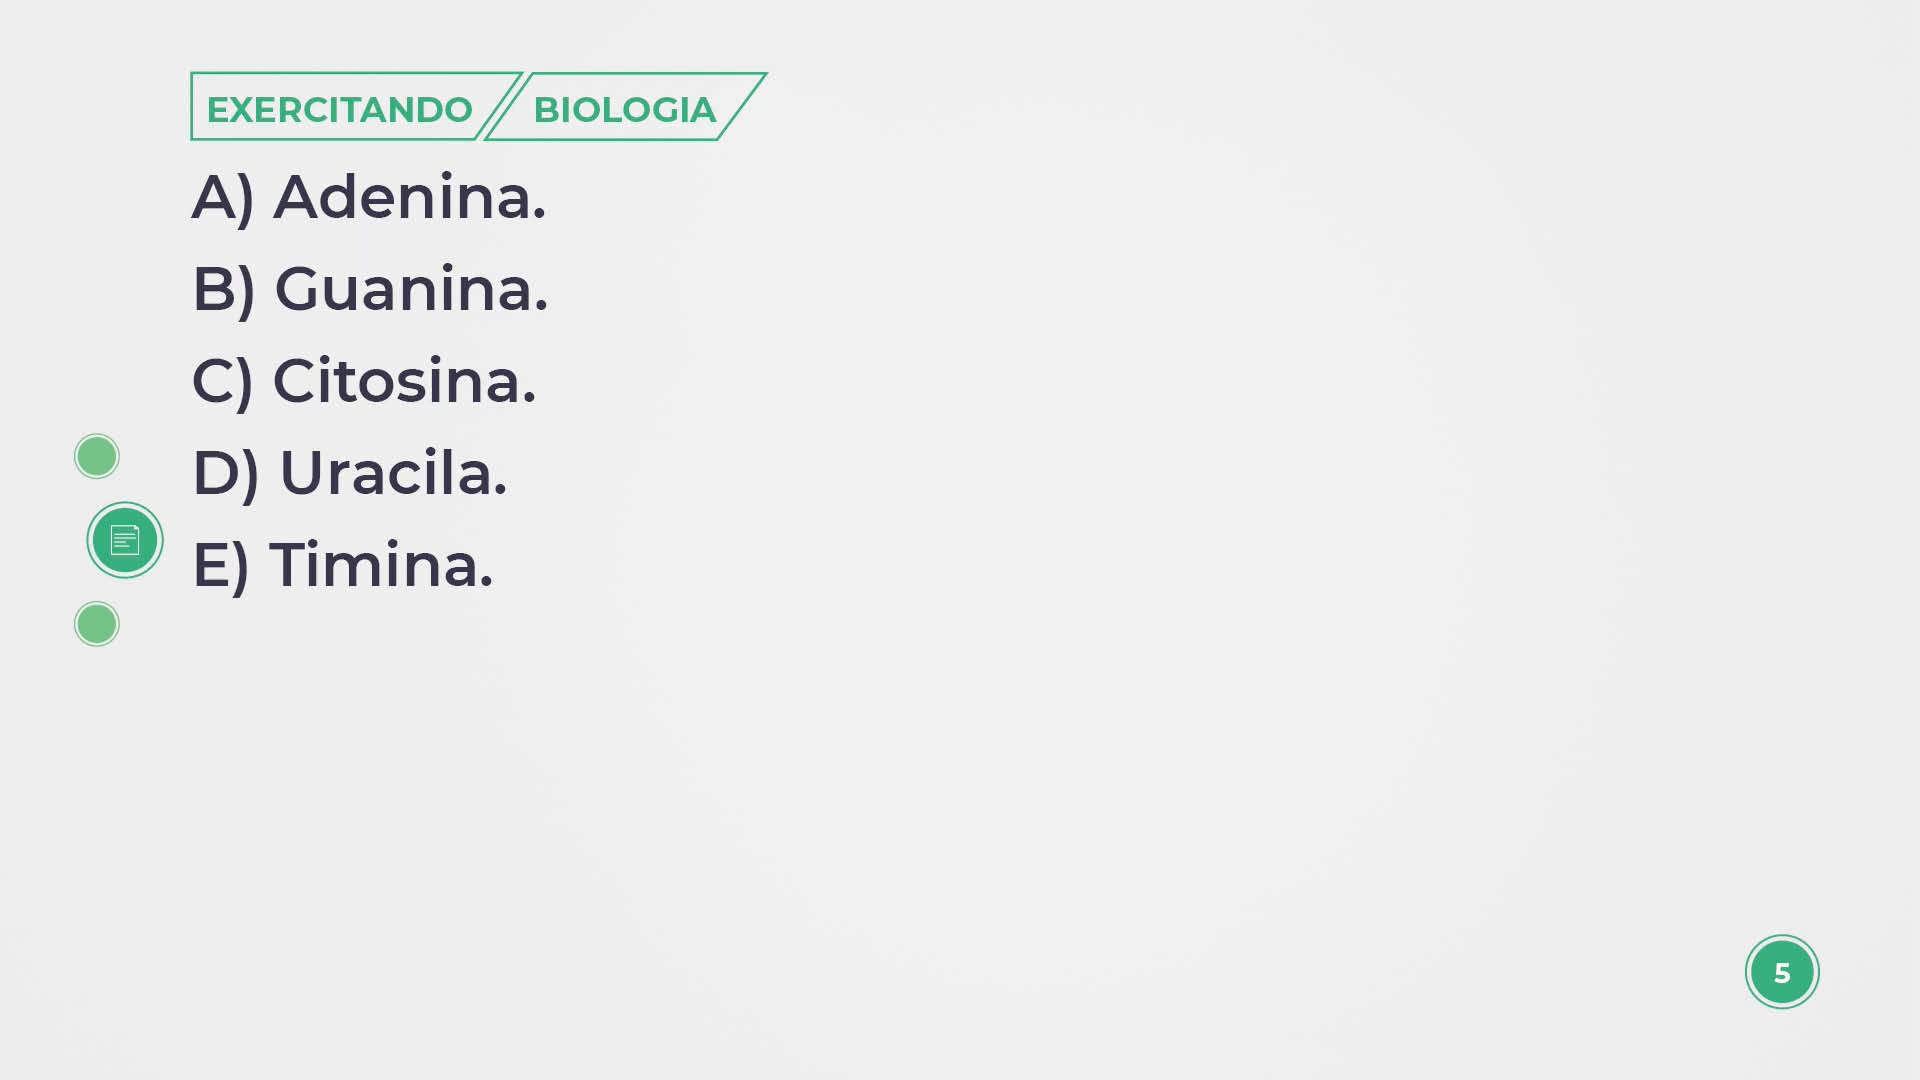 EXERCITANDO BIOLOGIA
A) Adenina.
B) Guanina.
C) Citosina.
D) Uracila.
E) Timina.
5